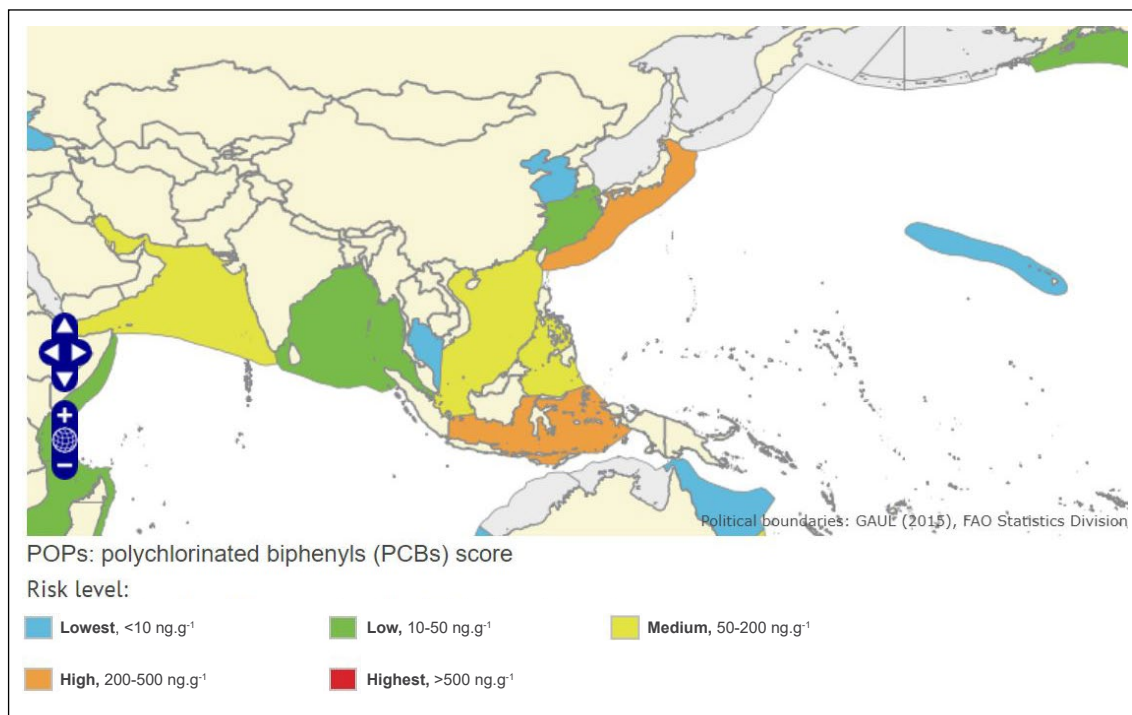 Political boundaries: GAUL (2015), FAO Statistics Division
POPs: polychlorinated biphenyls (PCBs) score
Risk level:
Lowest, <10 ng.g⁻¹ Low, 10-50 ng.g⁻¹ Medium, 50-200 ng.g⁻¹
High, 200-500 ng.g⁻¹ Highest, >500 ng.g⁻¹